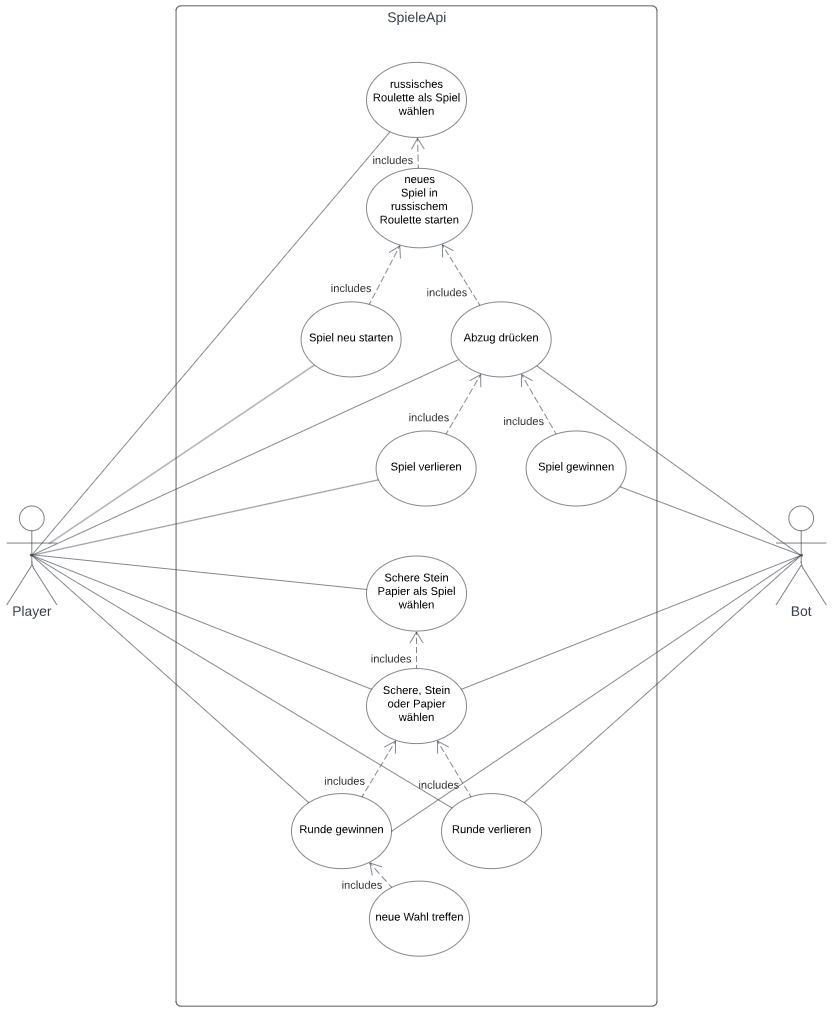 SpieleApi
russisches
Roulette als Spiel
wählen
includes
neues
Spiel in
russischem
Roulette starten
includes
includes
Spiel neu starten
Abzug drücken
includes
includes
Spiel verlieren
Spiel gewinnen
Player
Bot
Schere Stein
Papier als Spiel
wählen
includes
Schere, Stein
oder Papier
wählen
includes
includes
Runde gewinnen
Runde verlieren
includes
neue Wahl treffen